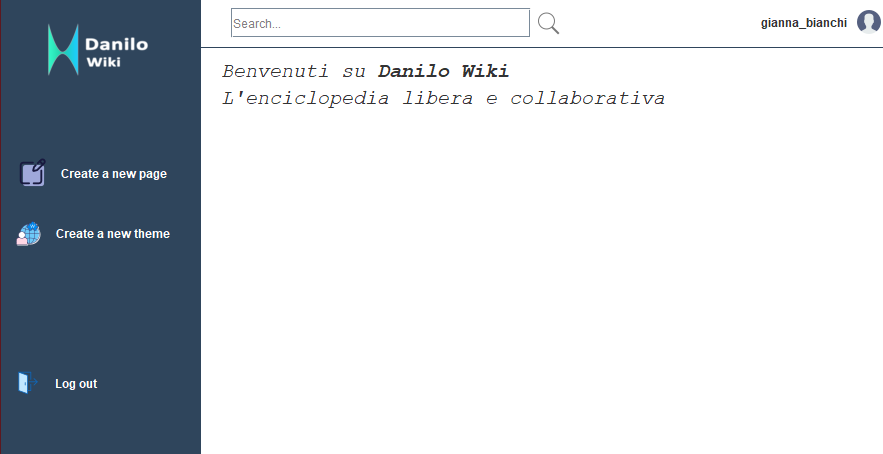 Danilo
Wiki
Search...
gianna_bianchi
Benvenuti su Danilo Wiki
L'enciclopedia libera e collaborativa
Create a new page
Create a new theme
Log out